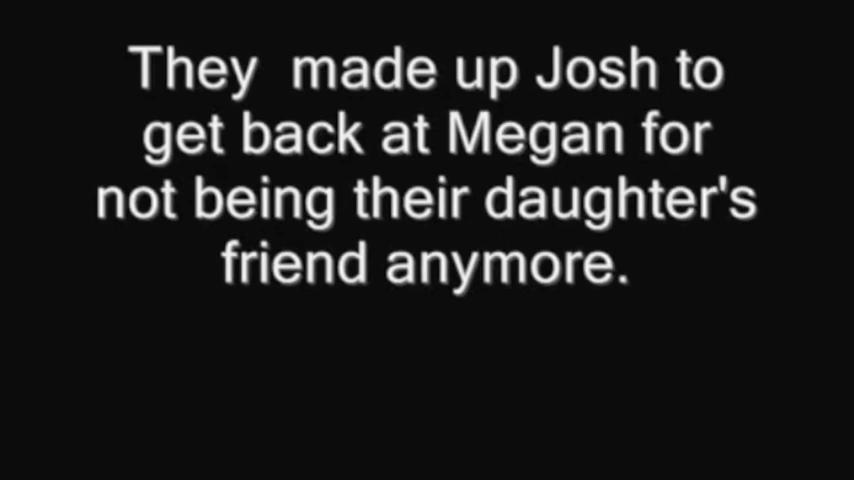 They  made up Josh to
get back at Megan for
not being their daughter's
friend anymore.